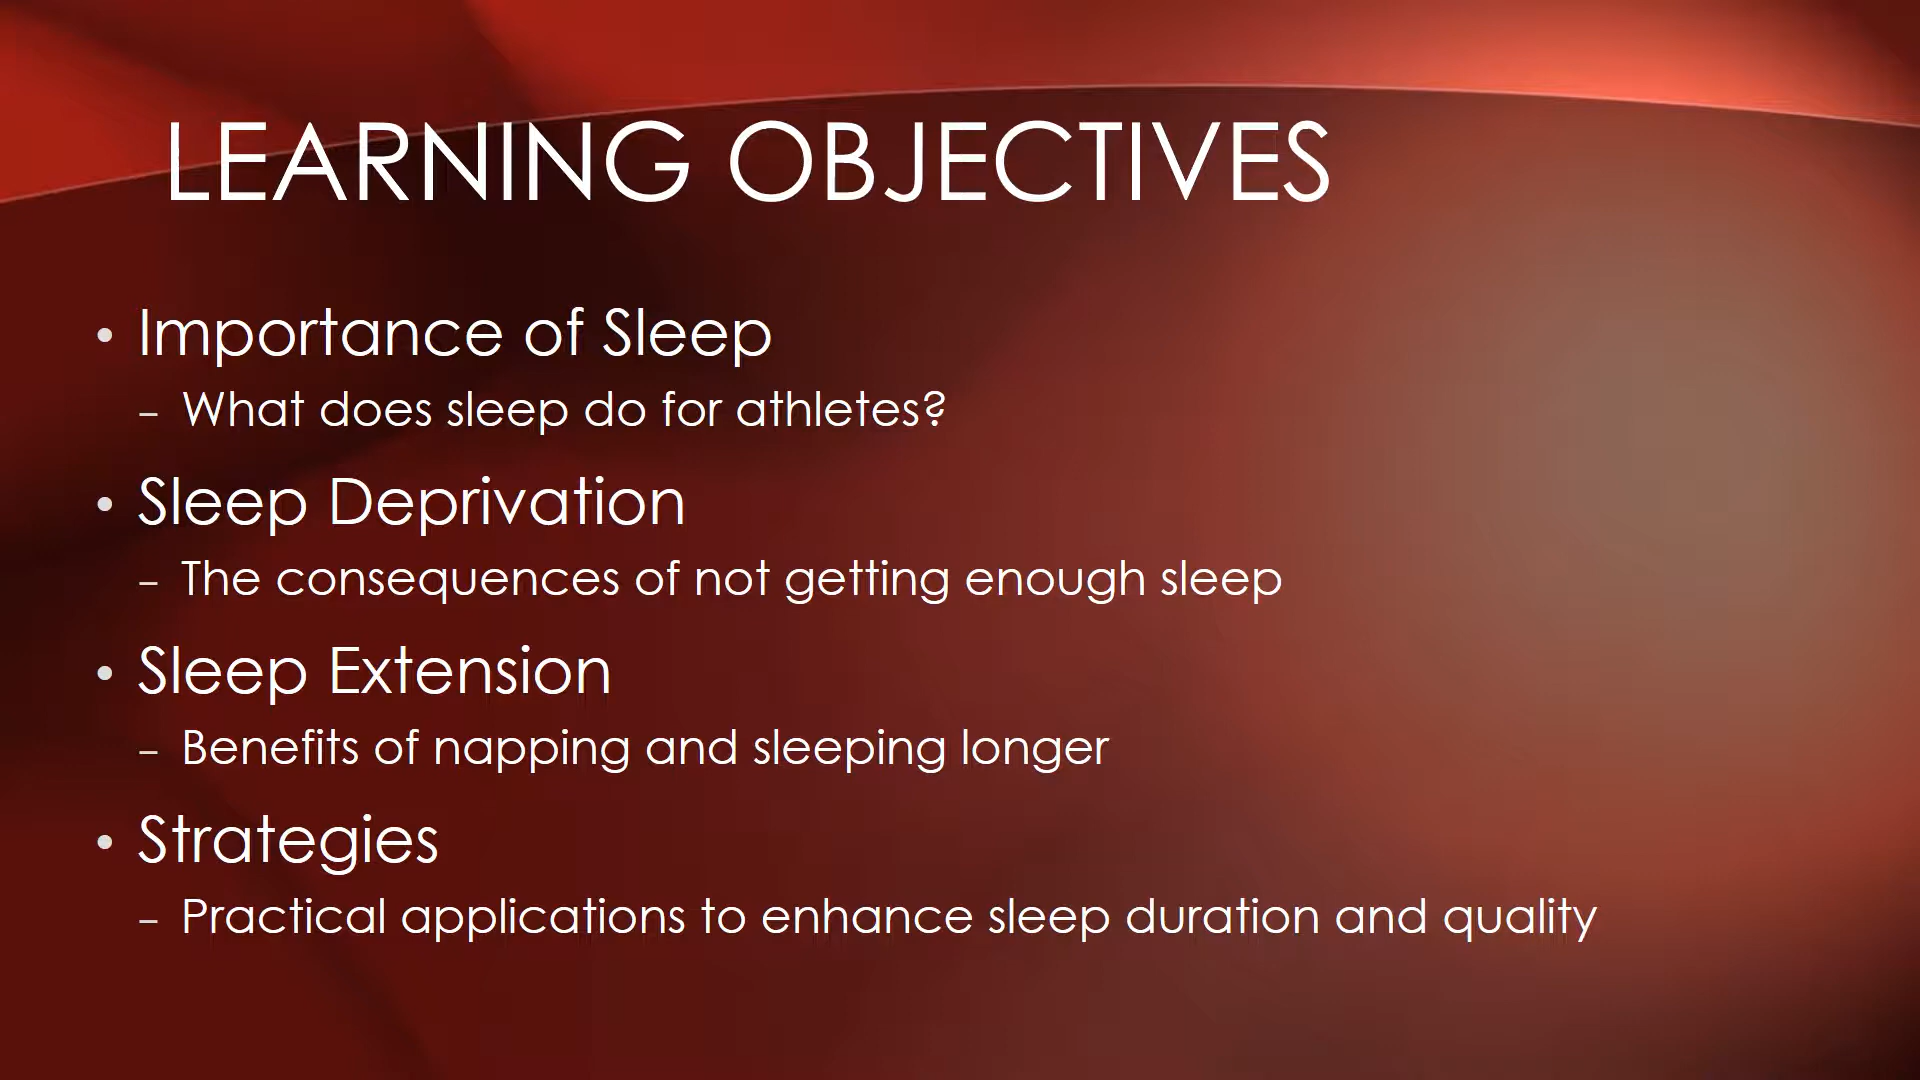 LEARNING OBJECTIVES
• Importance of Sleep
– What does sleep do for athletes?
• Sleep Deprivation
– The consequences of not getting enough sleep
• Sleep Extension
– Benefits of napping and sleeping longer
• Strategies
– Practical applications to enhance sleep duration and quality